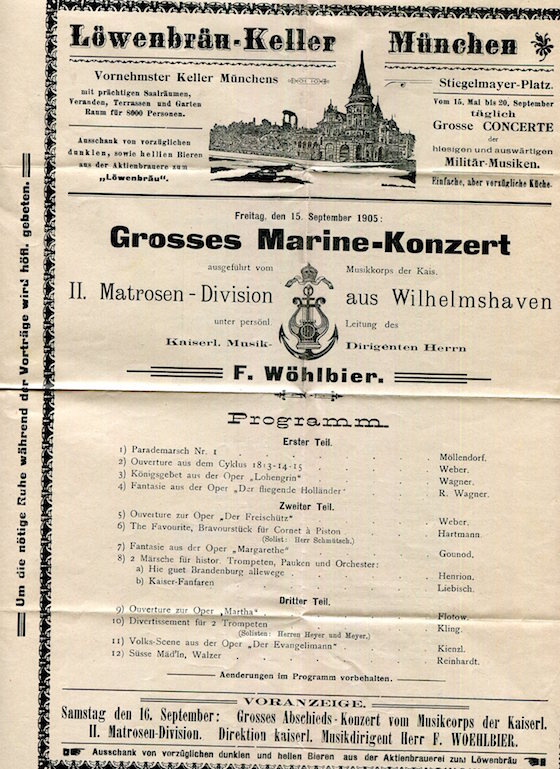 Löwenbräu-Keller München
Vornehmster Keller Münchens
mit prächtigen Saalräumen,
Veranden, Terrassen und Garten
Raum für 8000 Personen.
Ausschank von vorzüglichen
dunklen, sowie hellen Bieren
aus der Aktienbrauerei zum
„Löwenbräu“.
Stiegelmayer-Platz.
Vom 15. Mai bis 20. September
täglich
Grosse CONCERTE
der
hiesigen und auswärtigen
Militär-Musiken.
Einfache, aber vorzügliche Küche.
Freitag, den 15. September 1905:
Grosses Marine-Konzert
ausgeführt vom Musikkorps der Kais.
II. Matrosen-Division aus Wilhelmshaven
unter persönl. Leitung des
Kaiserl. Musik- Dirigenten Herrn
F. Wöhlbier.
Programm.
Erster Teil.
1) Parademarsch Nr. 1 . . . . Möllendorf.
2) Ouverture aus dem Cyklus 1813-14-15 . . . . Weber.
3) Königsgebet aus der Oper „Lohengrin“ . . . . Wagner.
4) Fantasie aus der Oper „Der fliegende Holländer“ . . . . R. Wagner.
Zweiter Teil.
5) Ouverture zur Oper „Der Freischütz“ . . . . Weber.
6) The Favourite, Bravourstück für Cornet à Piston . . . . Hartmann.
(Solist: Herr Schmütsch.)
7) Fantasie aus der Oper „Margarethe“ . . . . Gounod.
8) 2 Märsche für histor. Trompeten, Pauken und Orchester:
a) Hie guet Brandenburg allewege . . . . Henrion.
b) Kaiser-Fanfaren . . . . Liebisch.
Dritter Teil.
9) Ouverture zur Oper „Martha“ . . . . Flotow.
10) Divertissement für 2 Trompeten . . . . Kling.
(Solisten: Herren Heyer und Meyer.)
11) Volks-Scene aus der Oper „Der Evangelimann“ . . . . Kienzl.
12) Süsse Mäd'ln, Walzer . . . . Reinhardt.
Aenderungen im Programm vorbehalten.
VORANZEIGE.
Samstag den 16. September: Grosses Abschieds-Konzert vom Musikcorps der Kaiserl.
II. Matrosen-Division. Direktion kaiserl. Musikdirigent Herr F. WOEHLBIER.
Ausschank von vorzüglichen dunklen und hellen Bieren aus der Aktienbrauerei zum Löwenbräu
Um die nötige Ruhe während der Vorträge wird höfl. gebeten.